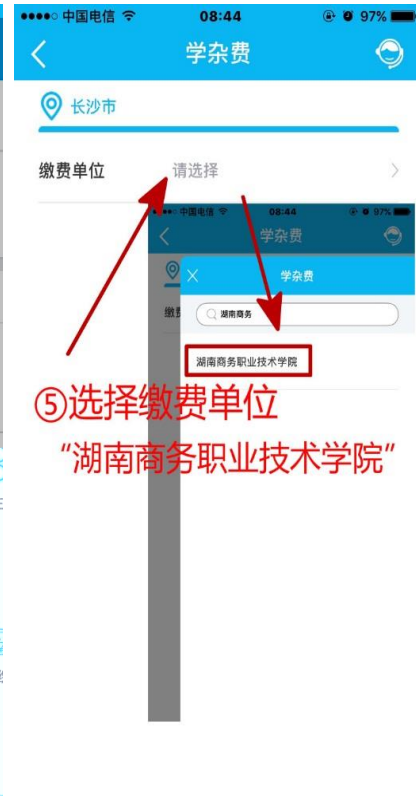 中国电信 08:44 97%
学杂费
长沙市
缴费单位 请选择
中国电信 08:44 97%
学杂费
学杂费
湖南商务
湖南商务职业技术学院
⑤选择缴费单位
“湖南商务职业技术学院”